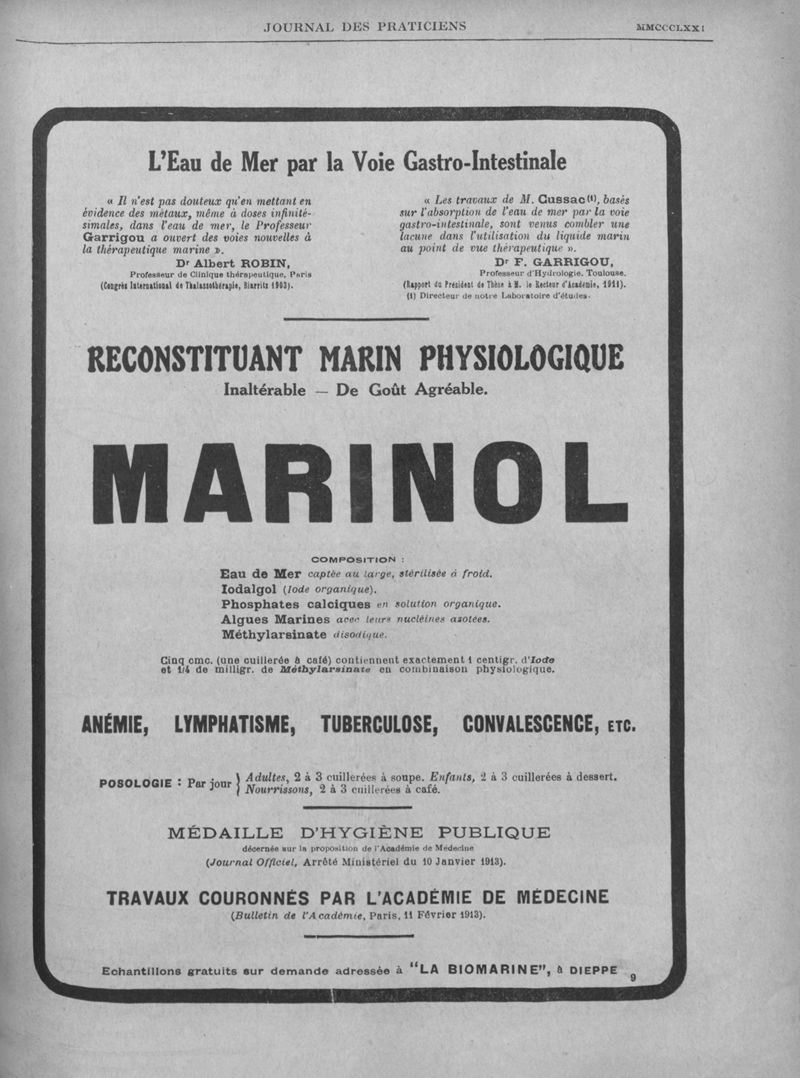 JOURNAL DES PRATICIENS
MMCCCLXXI
L'Eau de Mer par la Voie Gastro-Intestinale
« Il n'est pas douteux qu'en mettant en
évidence des métaux, même à doses infinité-
simales, dans l'eau de mer, le Professeur
Garrigou a ouvert des voies nouvelles à
la thérapeutique marine ».
Dr Albert ROBIN,
Professeur de Clinique thérapeutique, Paris
(Congrès International de Thalassothérapie, Biarritz 1903).
« Les travaux de M. Cussac (1), basés
sur l'absorption de l'eau de mer par la voie
gastro-intestinale, sont venus combler une
lacune dans l'utilisation du liquide marin
au point de vue thérapeutique ».
Dr F. GARRIGOU,
Professeur d'Hydrologie. Toulouse.
(Rapport du Président de Thèse à M. le Recteur d'Académie, 1911).
(1) Directeur de notre Laboratoire d'études.
RECONSTITUANT MARIN PHYSIOLOGIQUE
Inaltérable — De Goût Agréable.
MARINOL
COMPOSITION :
Eau de Mer captée au large, stérilisée à froid.
Iodalgol (Iode organique).
Phosphates calciques en solution organique.
Algues Marines avec leurs nucléines azotées.
Méthylarsinate disodique.
Cinq cmc. (une cuillerée à café) contiennent exactement 1 centigr. d'Iode
et 1/4 de milligr. de Méthylarsinate en combinaison physiologique.
ANÉMIE, LYMPHATISME, TUBERCULOSE, CONVALESCENCE, ETC.
POSOLOGIE : Par jour } Adultes, 2 à 3 cuillerées à soupe. Enfants, 2 à 3 cuillerées à dessert.
Nourrissons, 2 à 3 cuillerées à café.
MÉDAILLE D'HYGIÈNE PUBLIQUE
décernée sur la proposition de l'Académie de Médecine
(Journal Officiel, Arrêté Ministériel du 10 Janvier 1913).
TRAVAUX COURONNÉS PAR L'ACADÉMIE DE MÉDECINE
(Bulletin de l'Académie, Paris, 11 Février 1913).
Echantillons gratuits sur demande adressée à "LA BIOMARINE", à DIEPPE
9